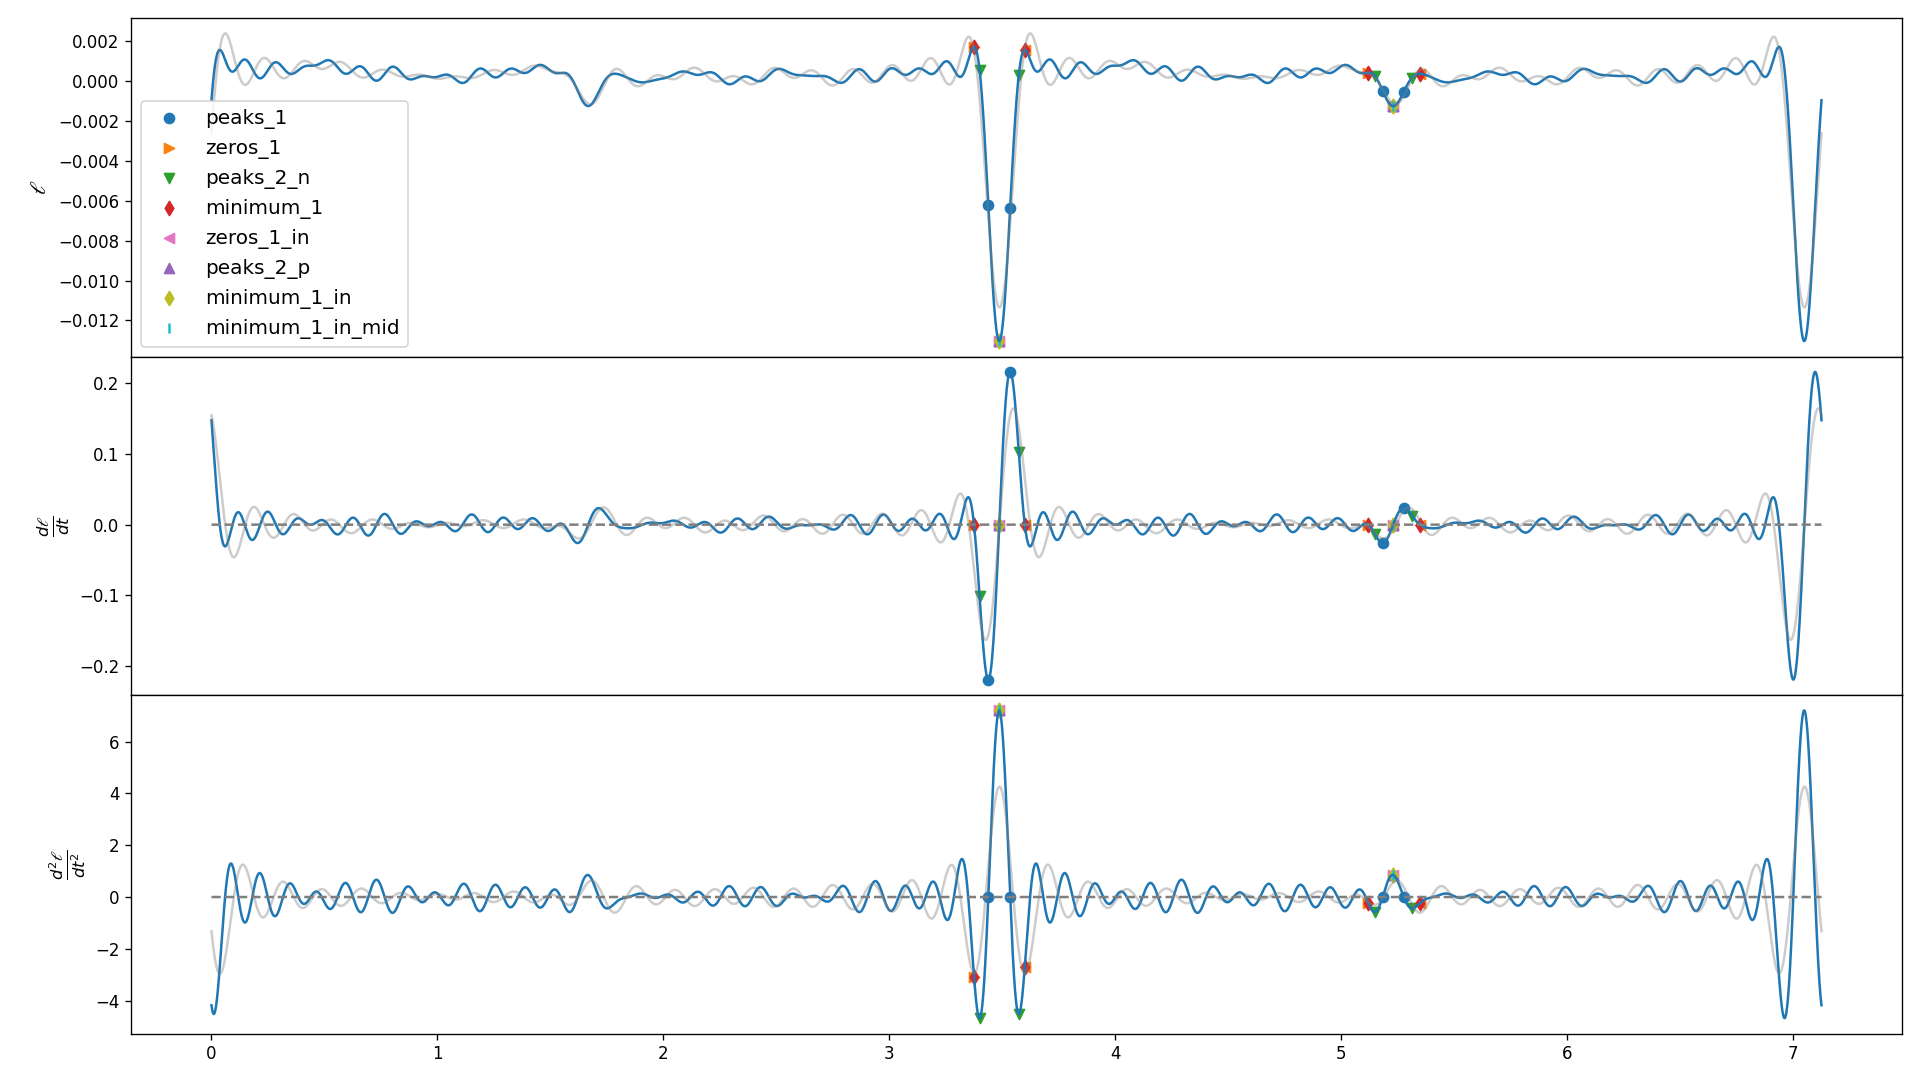 0.002
0.000
−0.002
−0.004
−0.006
−0.008
−0.010
−0.012
ℓ
peaks_1
zeros_1
peaks_2_n
minimum_1
zeros_1_in
peaks_2_p
minimum_1_in
minimum_1_in_mid
0.2
0.1
0.0
−0.1
−0.2
dℓ/dt
6
4
2
0
−2
−4
d²ℓ/dt²
0 1 2 3 4 5 6 7